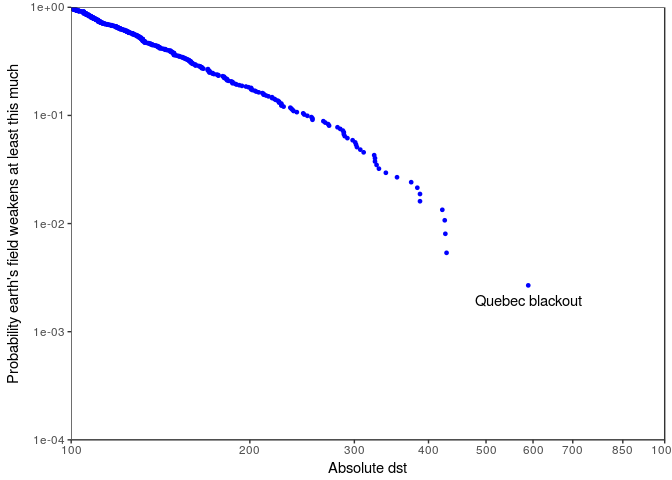 Probability earth's field weakens at least this much
1e+00
1e-01
1e-02
1e-03
1e-04
Quebec blackout
100 200 300 400 500 600 700 850 100
Absolute dst